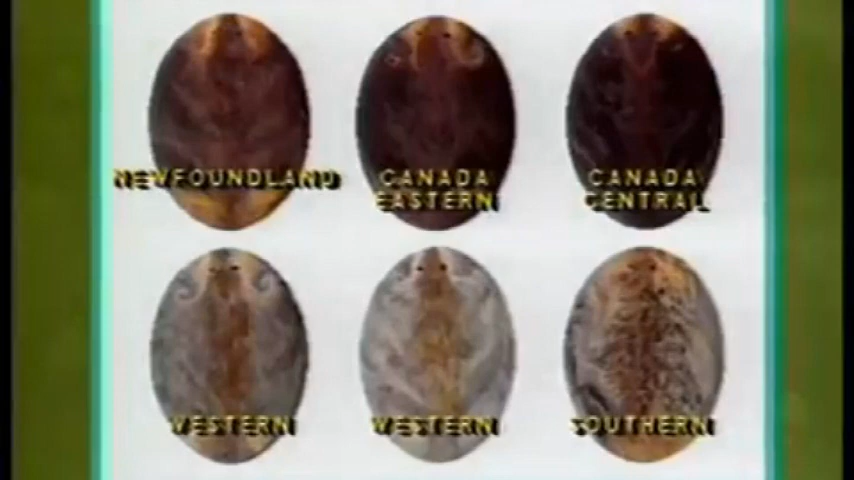 NEWFOUNDLAND
CANADA
EASTERN
CANADA
CENTRAL
WESTERN
WESTERN
SOUTHERN